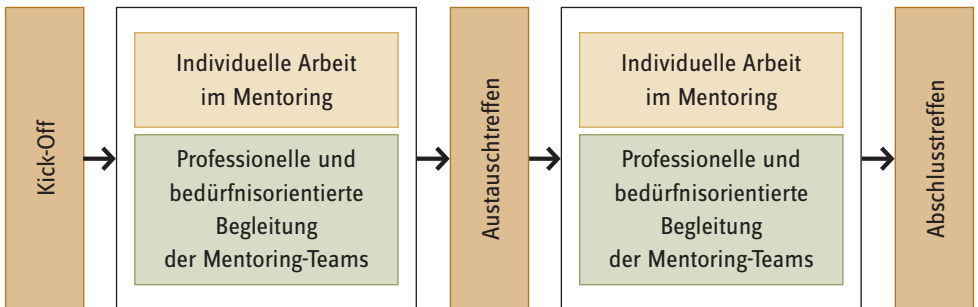 Kick-Off
Individuelle Arbeit
im Mentoring
Professionelle und
bedürfnisorientierte
Begleitung
der Mentoring-Teams
Austauschtreffen
Individuelle Arbeit
im Mentoring
Professionelle und
bedürfnisorientierte
Begleitung
der Mentoring-Teams
Abschlusstreffen